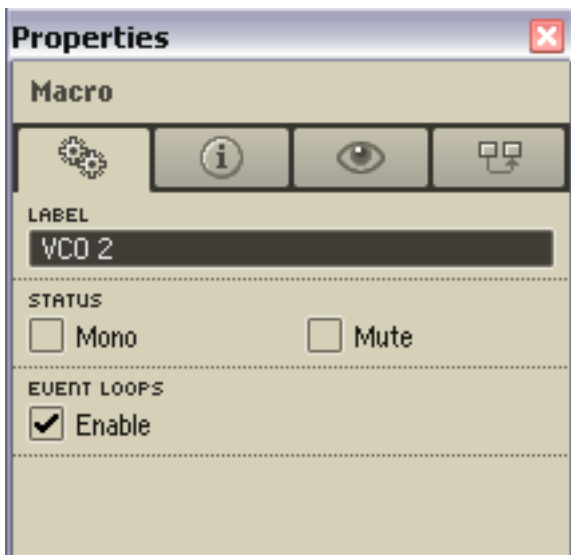 Properties
Macro
LABEL
VCO 2
STATUS
Mono Mute
EVENT LOOPS
Enable